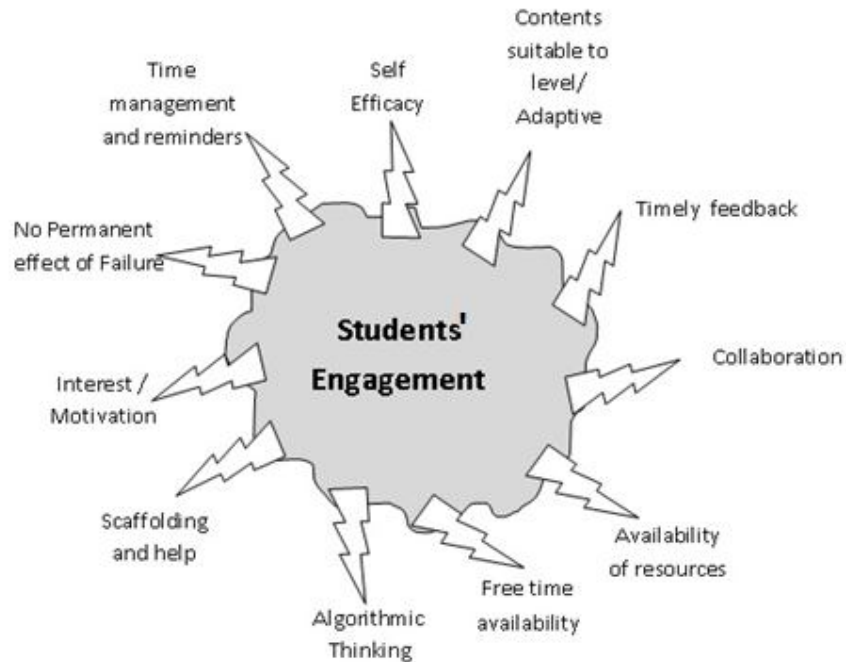 Contents
suitable to
level/
Adaptive
Self
Efficacy
Time
management
and reminders
Timely feedback
No Permanent
effect of Failure
Students'
Engagement
Collaboration
Interest /
Motivation
Scaffolding
and help
Availability
of resources
Free time
availability
Algorithmic
Thinking